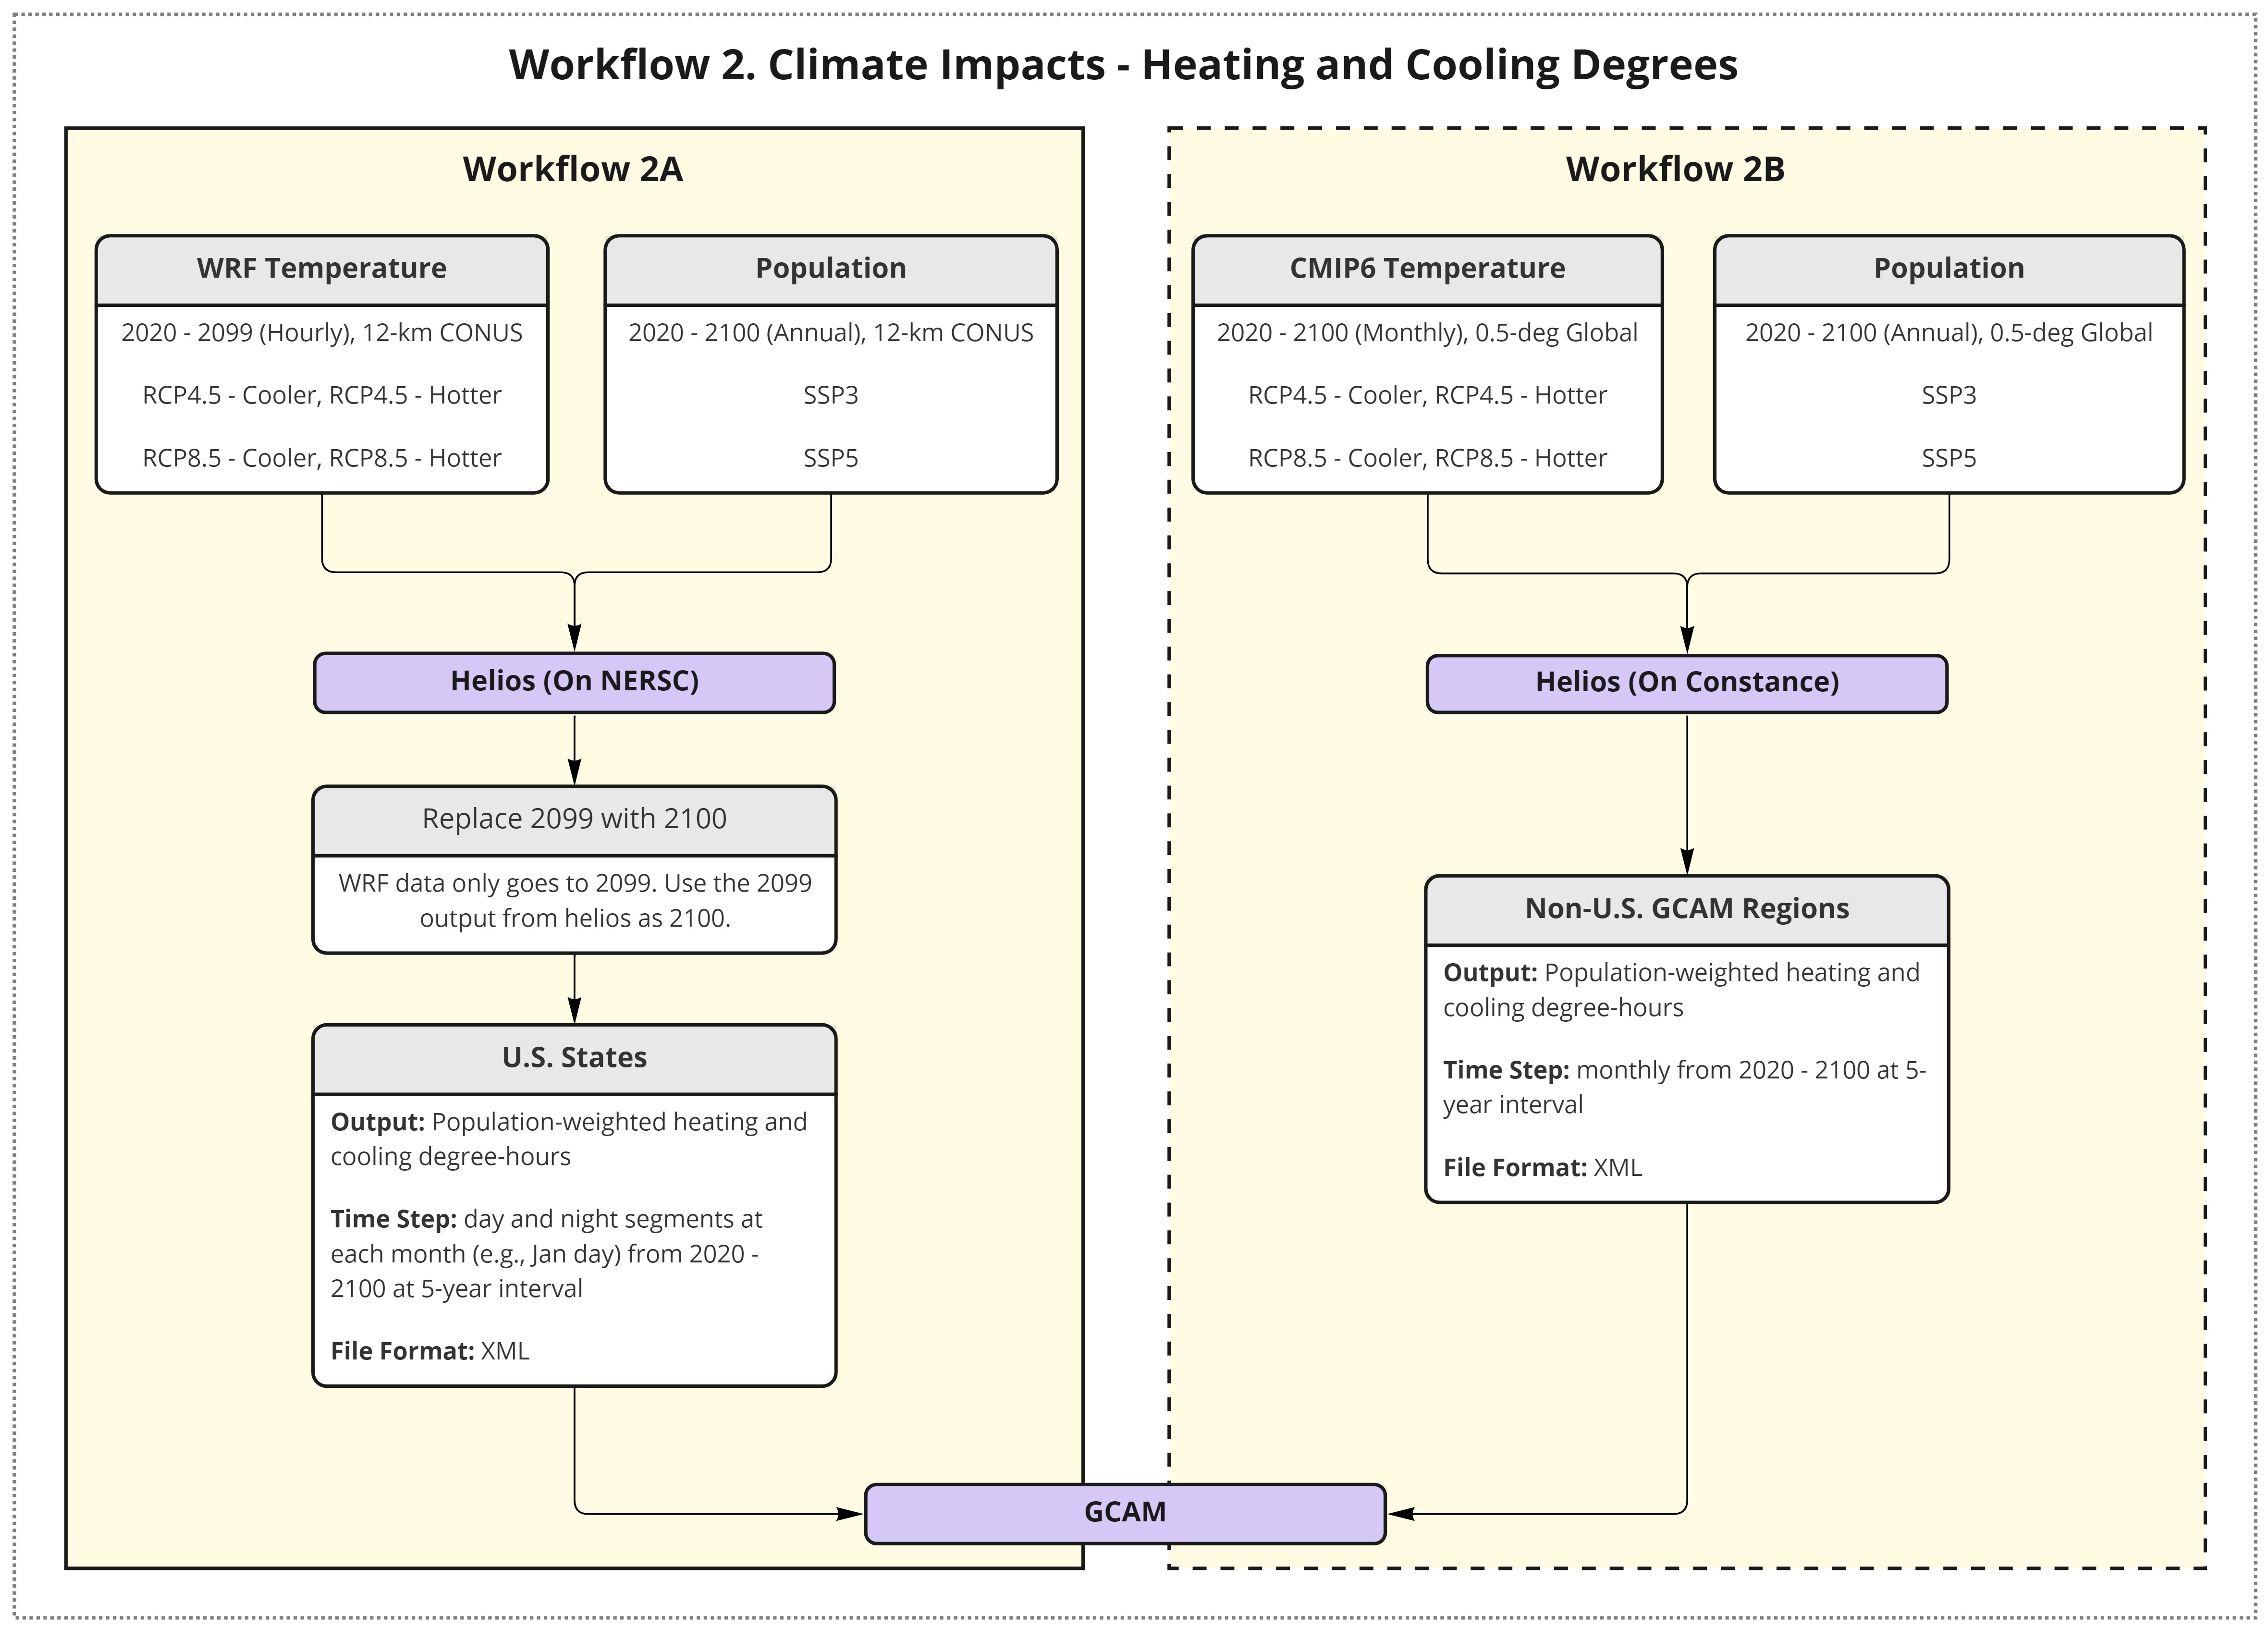 Workflow 2. Climate Impacts - Heating and Cooling Degrees
Workflow 2A
WRF Temperature
2020 - 2099 (Hourly), 12-km CONUS
RCP4.5 - Cooler, RCP4.5 - Hotter
RCP8.5 - Cooler, RCP8.5 - Hotter
Population
2020 - 2100 (Annual), 12-km CONUS
SSP3
SSP5
Helios (On NERSC)
Replace 2099 with 2100
WRF data only goes to 2099. Use the 2099
output from helios as 2100.
U.S. States
Output: Population-weighted heating and
cooling degree-hours
Time Step: day and night segments at
each month (e.g., Jan day) from 2020 -
2100 at 5-year interval
File Format: XML
Workflow 2B
CMIP6 Temperature
2020 - 2100 (Monthly), 0.5-deg Global
RCP4.5 - Cooler, RCP4.5 - Hotter
RCP8.5 - Cooler, RCP8.5 - Hotter
Population
2020 - 2100 (Annual), 0.5-deg Global
SSP3
SSP5
Helios (On Constance)
Non-U.S. GCAM Regions
Output: Population-weighted heating and
cooling degree-hours
Time Step: monthly from 2020 - 2100 at 5-
year interval
File Format: XML
GCAM